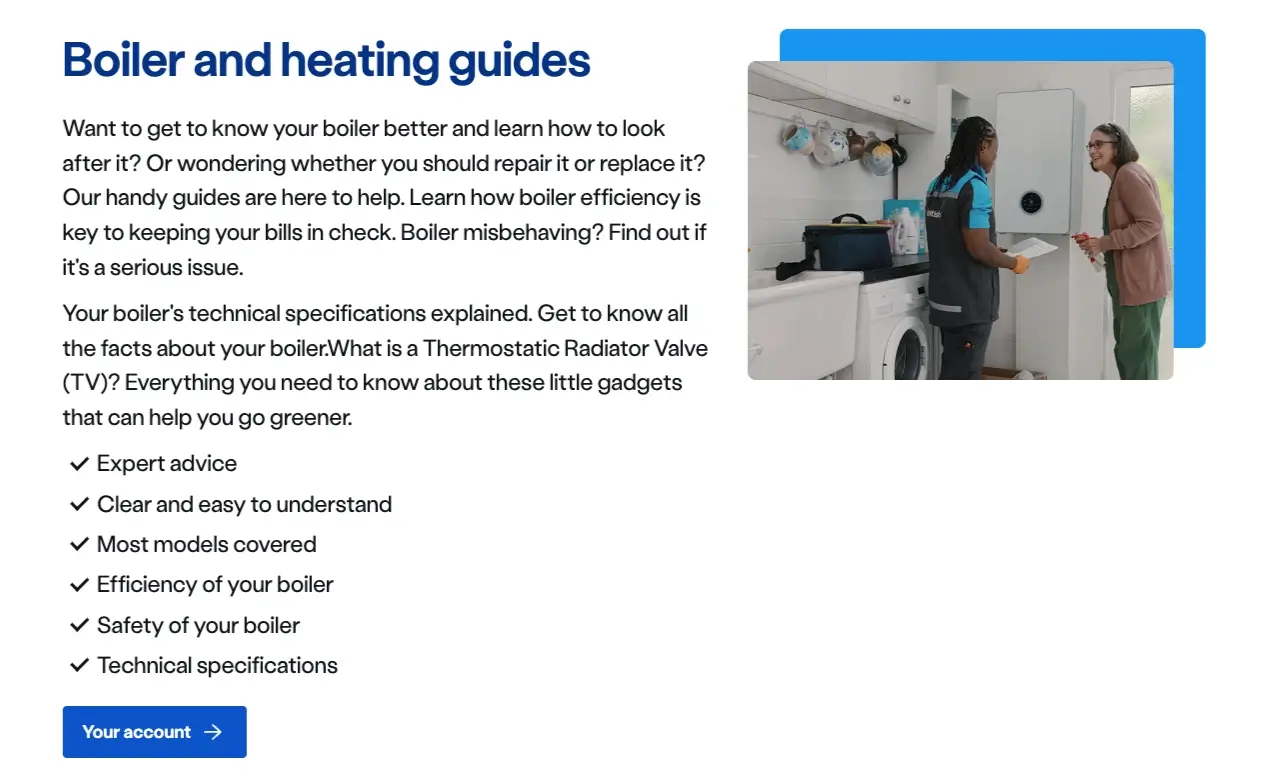 Boiler and heating guides
Want to get to know your boiler better and learn how to look
after it? Or wondering whether you should repair it or replace it?
Our handy guides are here to help. Learn how boiler efficiency is
key to keeping your bills in check. Boiler misbehaving? Find out if
it's a serious issue.
Your boiler's technical specifications explained. Get to know all
the facts about your boiler.What is a Thermostatic Radiator Valve
(TV)? Everything you need to know about these little gadgets
that can help you go greener.
Expert advice
Clear and easy to understand
Most models covered
Efficiency of your boiler
Safety of your boiler
Technical specifications
Your account